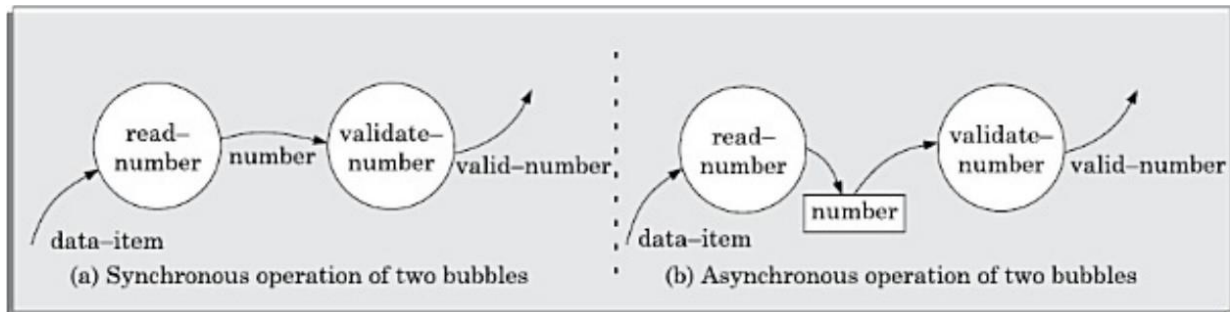 read–
number
number
validate–
number
valid–number
data–item
(a) Synchronous operation of two bubbles
read–
number
number
validate–
number
valid–number
data–item
(b) Asynchronous operation of two bubbles